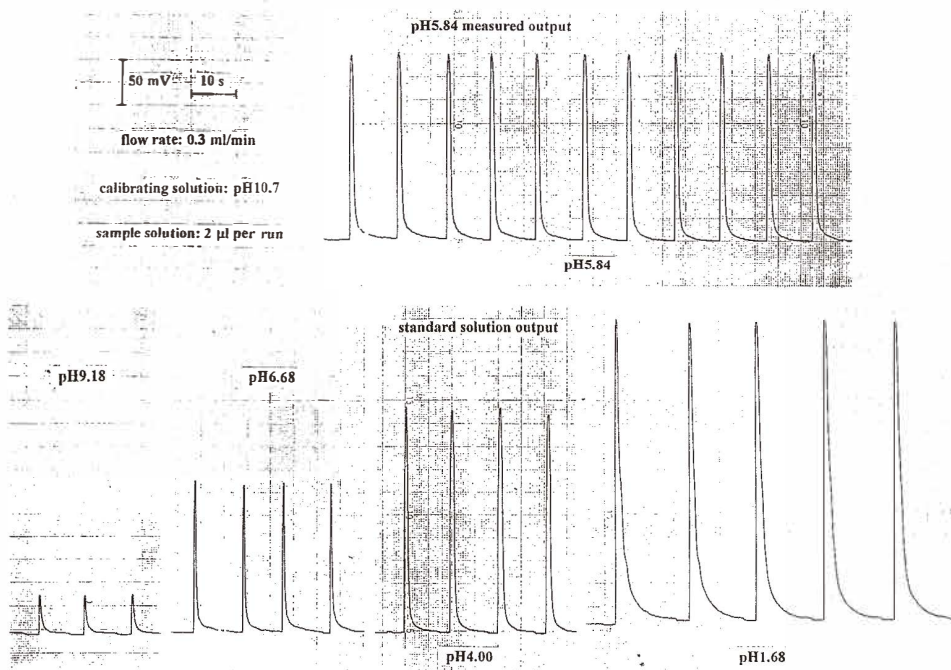 pH5.84 measured output
50 mV
10 s
flow rate: 0.3 ml/min
calibrating solution: pH10.7
sample solution: 2 µl per run
pH5.84
standard solution output
pH9.18
pH6.68
pH4.00
pH1.68